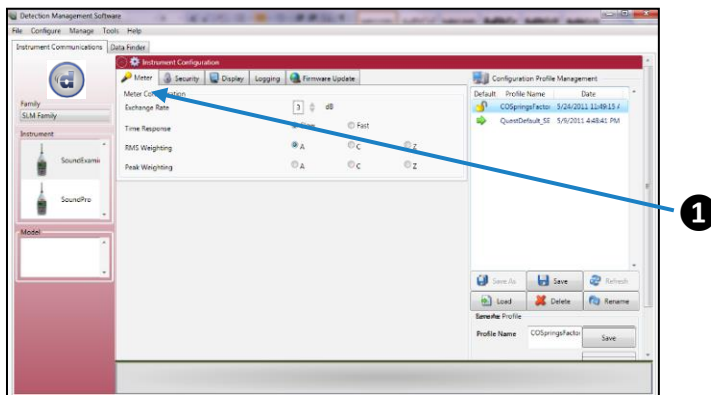 Detection Management Software
File Configure Manage Tools Help
Instrument Communications Data Finder
Instrument Configuration
Meter Security Display Logging Firmware Update
Meter Configuration
Exchange Rate 3 dB
Time Response Fast
RMS Weighting A C Z
Peak Weighting A C Z
Family
SLM Family
Instrument
SoundExami
SoundPro
Model
Configuration Profile Management
Default Profile Name Date
COSpringsFactor 5/24/2011 11:49:15 A
QuestDefault_SE 5/9/2011 4:48:41 PM
Save As Save Refresh
Load Delete Rename
Profile
Profile Name COSpringsFactor Save
1